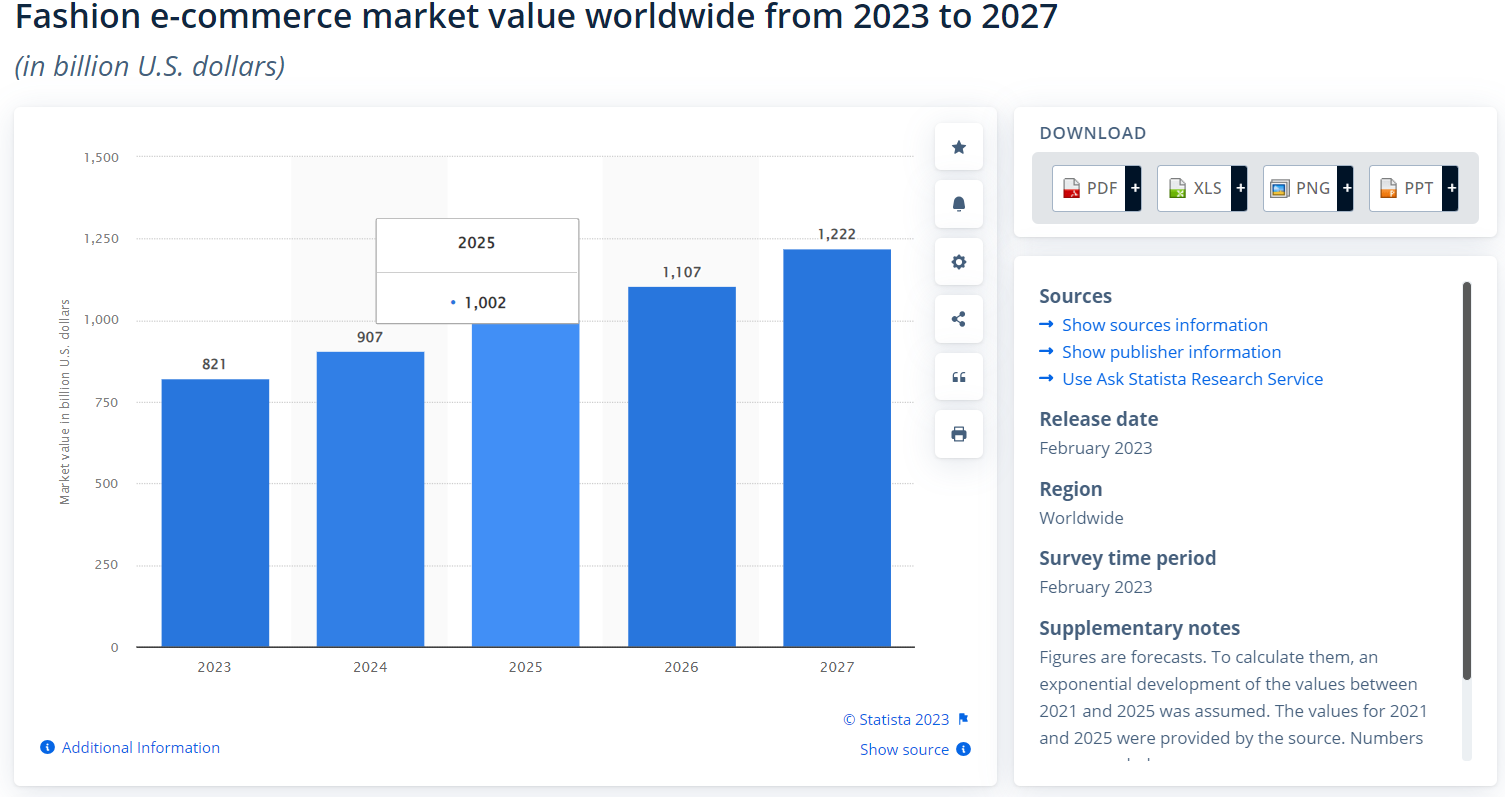 Fashion e-commerce market value worldwide from 2023 to 2027
(in billion U.S. dollars)
Market value in billion U.S. dollars
1,500
1,250
1,000
750
500
250
0
821
907
2025
• 1,002
1,107
1,222
2023
2024
2025
2026
2027
© Statista 2023
Additional Information
Show source
DOWNLOAD
PDF + XLS + PNG + PPT +
Sources
→ Show sources information
→ Show publisher information
→ Use Ask Statista Research Service
Release date
February 2023
Region
Worldwide
Survey time period
February 2023
Supplementary notes
Figures are forecasts. To calculate them, an
exponential development of the values between
2021 and 2025 was assumed. The values for 2021
and 2025 were provided by the source. Numbers